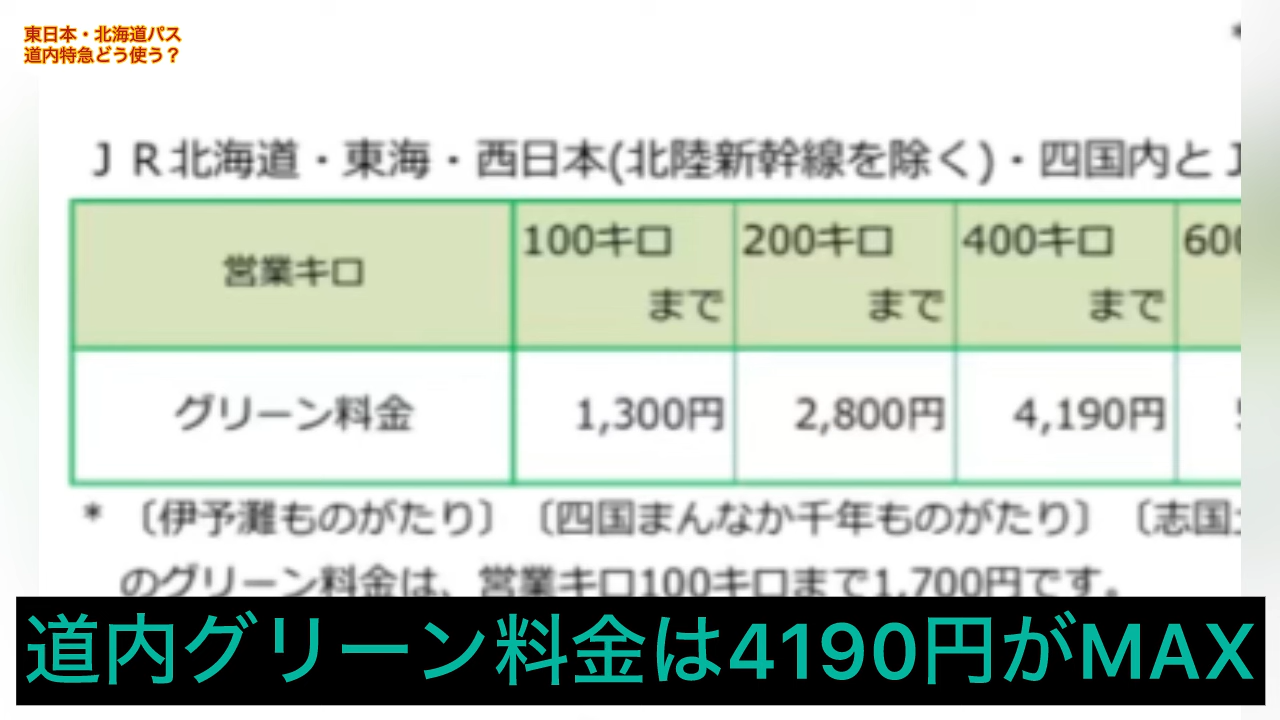 東日本・北海道パス
道内特急どう使う？
*
ＪＲ北海道・東海・西日本(北陸新幹線を除く)・四国内とＪ
営業キロ 100キロまで 200キロまで 400キロまで 600
グリーン料金 1,300円 2,800円 4,190円
* 〔伊予灘ものがたり〕〔四国まんなか千年ものがたり〕〔志国
のグリーン料金は、営業キロ100キロまで1,700円です。
道内グリーン料金は4190円がMAX